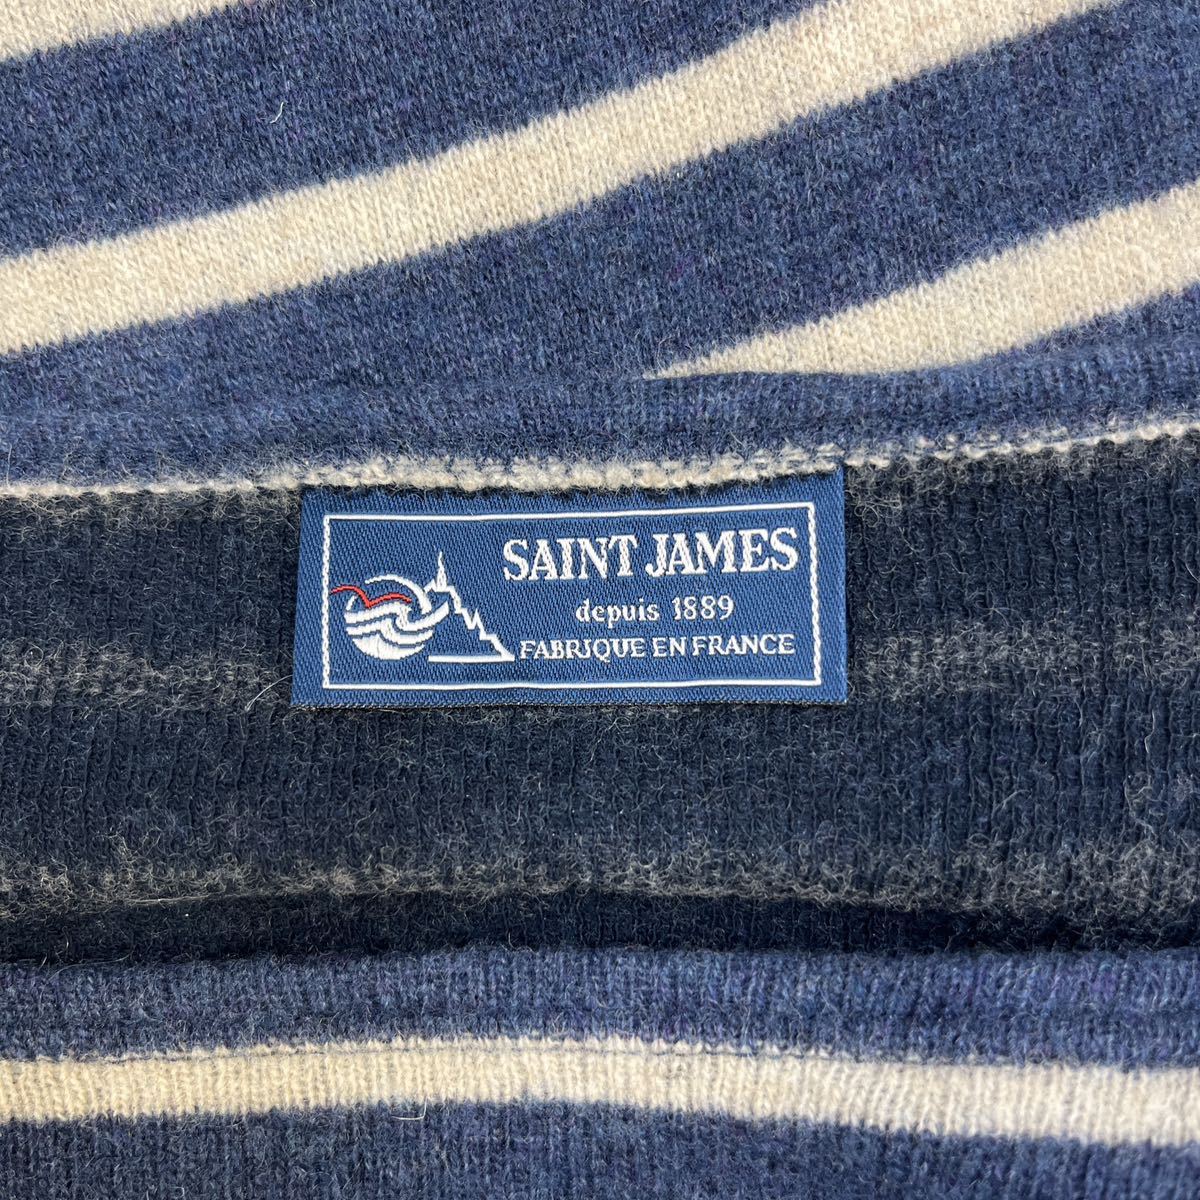 SAINT JAMES
depuis 1889
FABRIQUE EN FRANCE